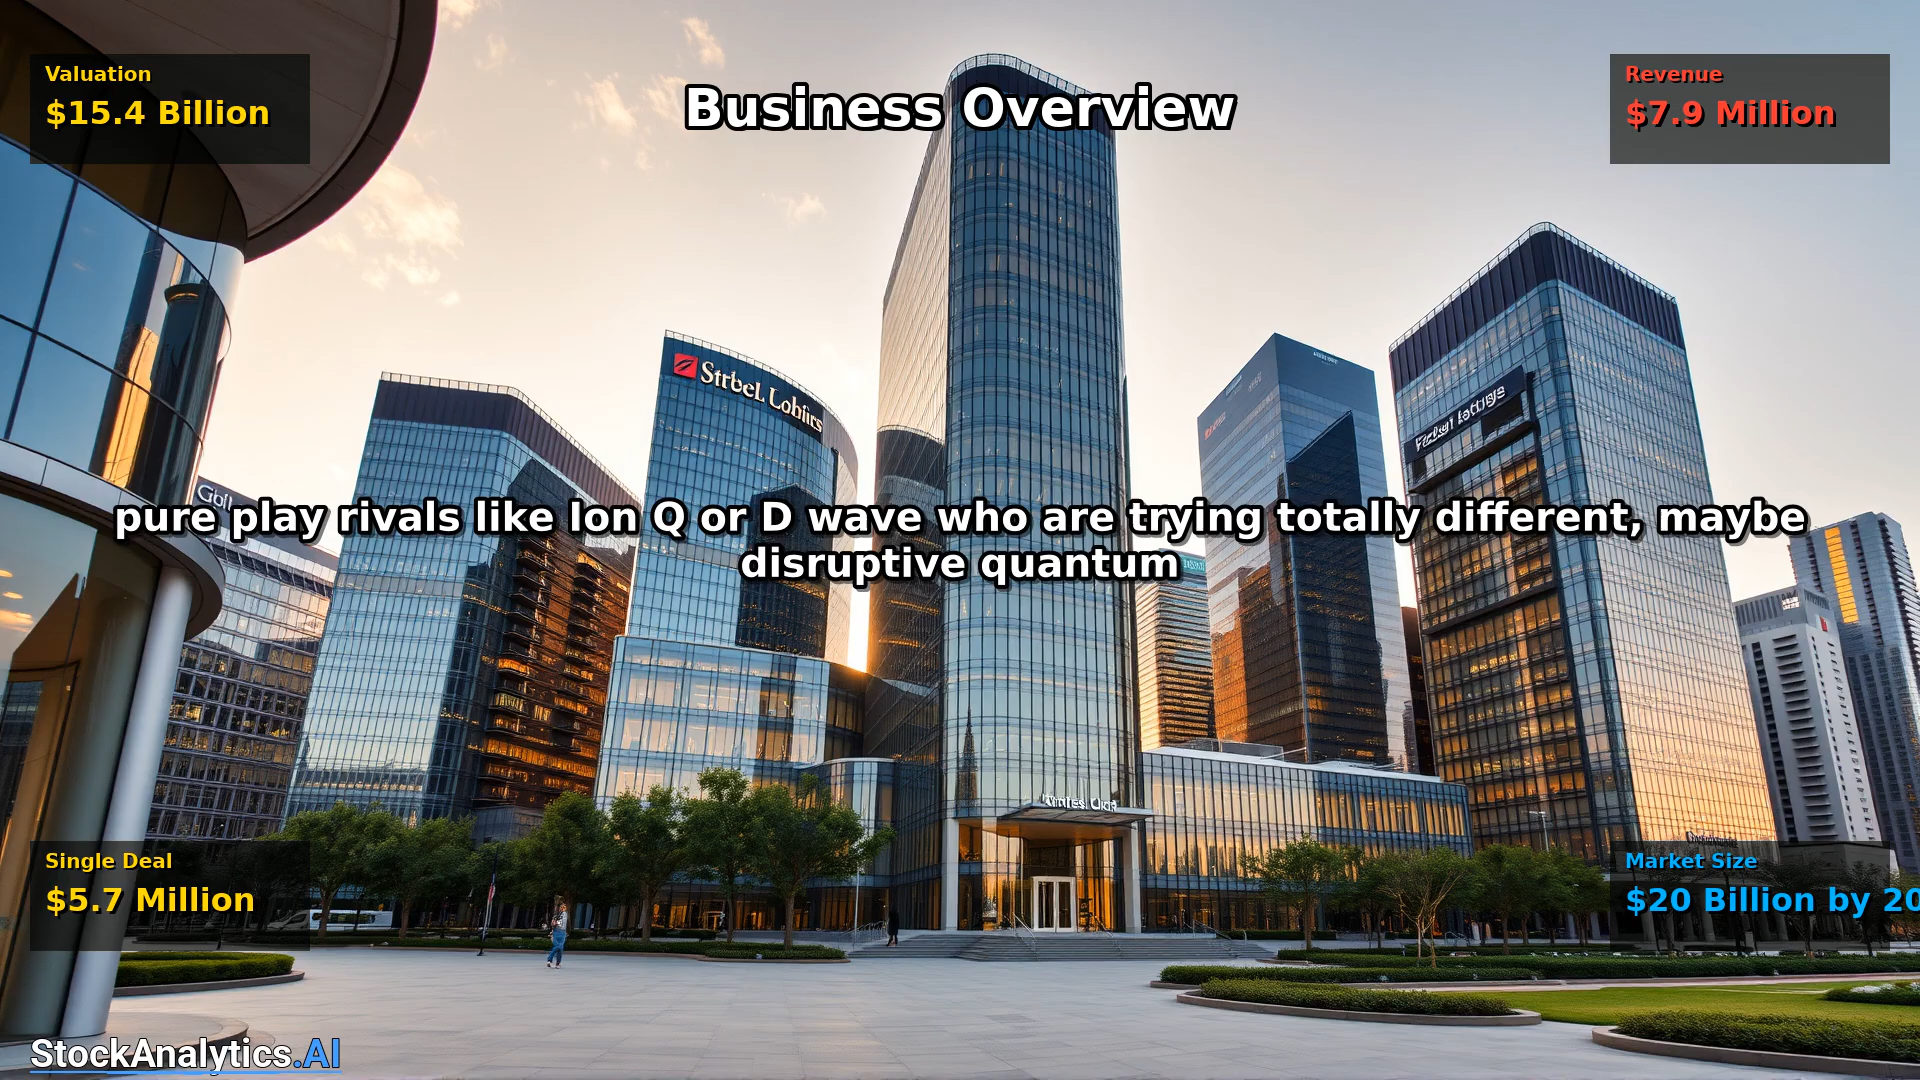 Valuation
$15.4 Billion
Business Overview
Revenue
$7.9 Million
Strbel Lohirs
pure play rivals like Ion Q or D wave who are trying totally different, maybe
disruptive quantum
Single Deal
$5.7 Million
Market Size
$20 Billion by 20
StockAnalytics.AI